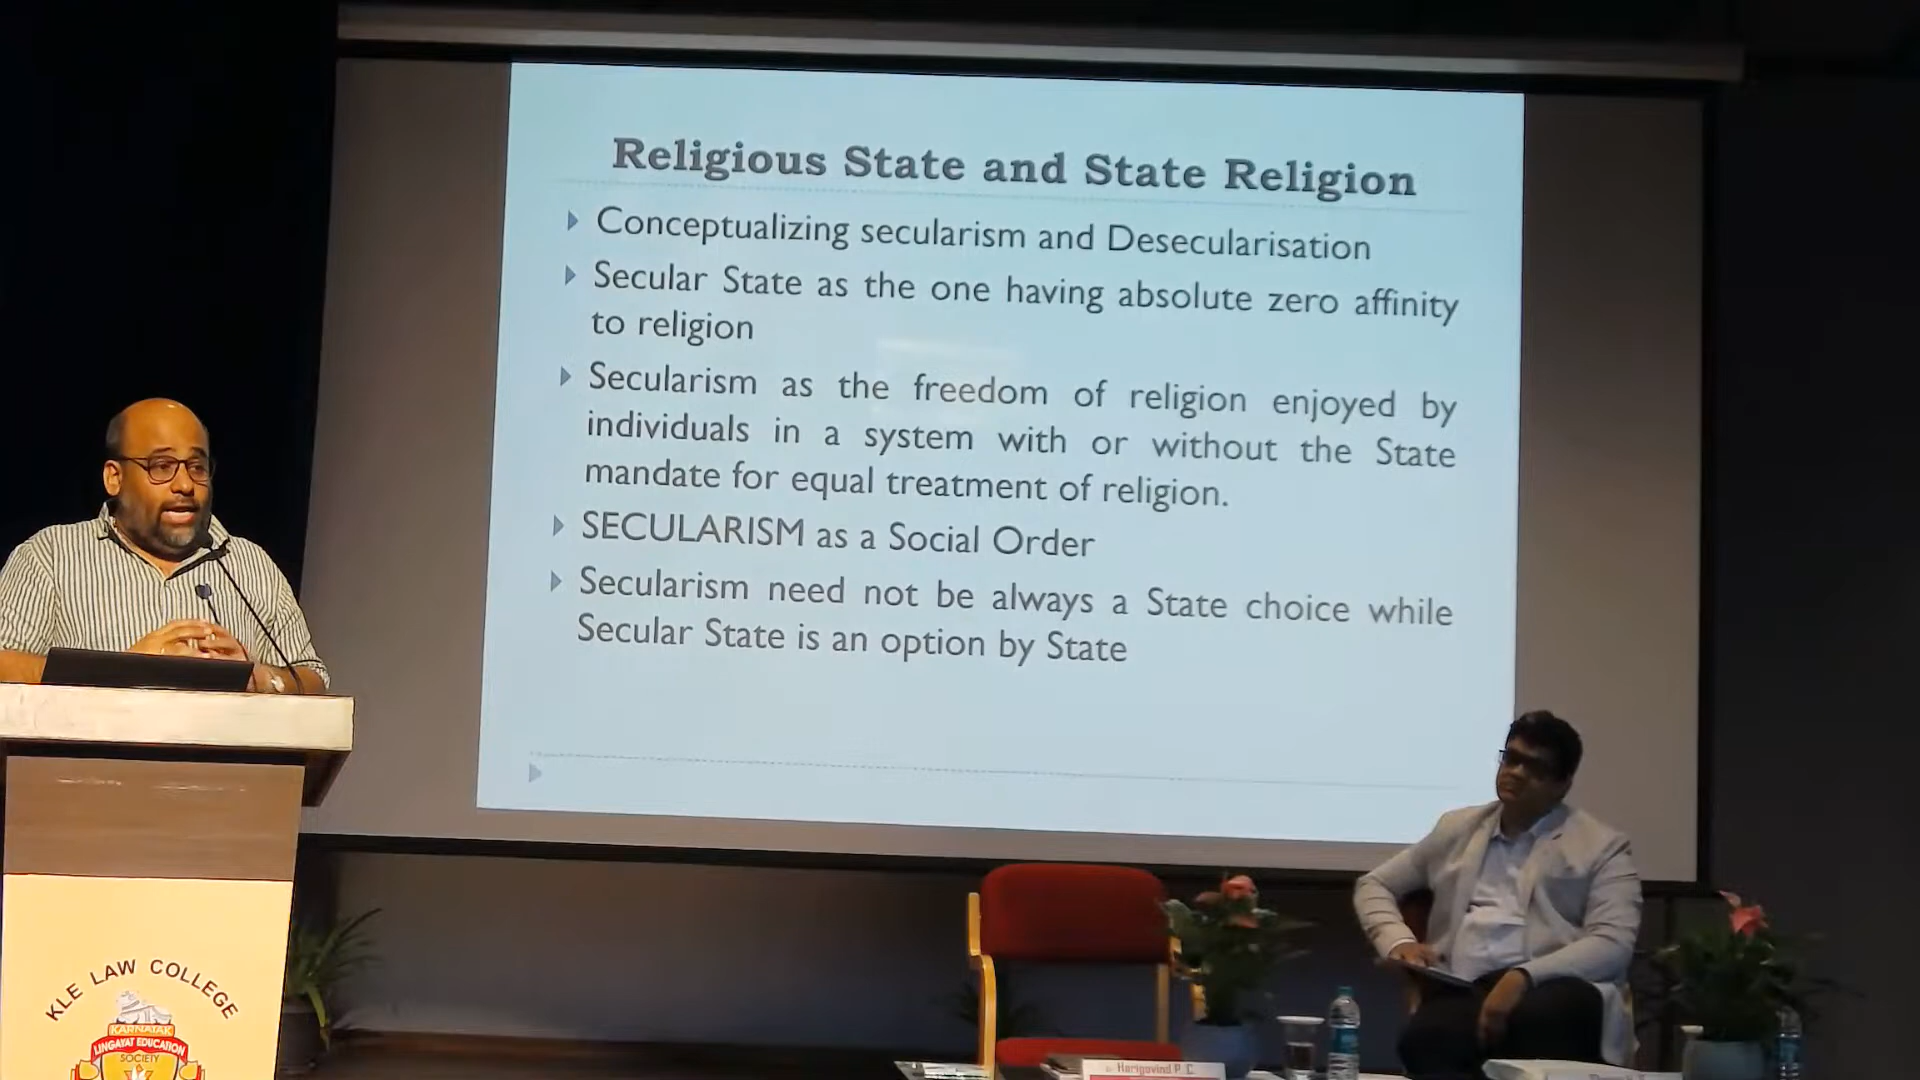 Religious State and State Religion
Conceptualizing secularism and Desecularisation
Secular State as the one having absolute zero affinity
to religion
Secularism as the freedom of religion enjoyed by
individuals in a system with or without the State
mandate for equal treatment of religion.
SECULARISM as a Social Order
Secularism need not be always a State choice while
Secular State is an option by State
KLE LAW COLLEGE
KARNATAK
LINGAYAT EDUCATION
SOCIETY
Harigovind P. C.